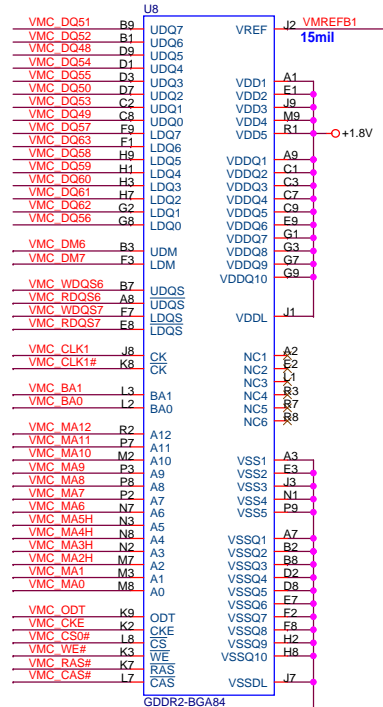 U8
VMC_DQ51 B9 UDQ7 VREF J2 VMREFB1
VMC_DQ52 B1 UDQ6 15mil
VMC_DQ48 D9 UDQ5
VMC_DQ54 D1 UDQ4
VMC_DQ55 D3 UDQ3 VDD1 A1
VMC_DQ50 D7 UDQ2 VDD2 E1
VMC_DQ53 C2 UDQ1 VDD3 J9
VMC_DQ49 C8 UDQ0 VDD4 M9
VMC_DQ57 F9 LDQ7 VDD5 R1 +1.8V
VMC_DQ63 F1 LDQ6
VMC_DQ58 H9 LDQ5 VDDQ1 A9
VMC_DQ59 H1 LDQ4 VDDQ2 C1
VMC_DQ60 H3 LDQ3 VDDQ3 C3
VMC_DQ61 H7 LDQ2 VDDQ4 C7
VMC_DQ62 G2 LDQ1 VDDQ5 C9
VMC_DQ56 G8 LDQ0 VDDQ6 E9
VDDQ7 G1
VMC_DM6 B3 UDM VDDQ8 G3
VMC_DM7 F3 LDM VDDQ9 G7
VDDQ10 G9
VMC_WDQS6 B7 UDQS
VMC_RDQS6 A8 UDQS
VMC_WDQS7 F7 LDQS VDDL J1
VMC_RDQS7 E8 LDQS
VMC_CLK1 J8 CK NC1 A2
VMC_CLK1# K8 CK NC2 E2
NC3 L1
VMC_BA1 L3 BA1 NC4 R3
VMC_BA0 L2 BA0 NC5 R7
NC6 R8
VMC_MA12 R2 A12
VMC_MA11 P7 A11
VMC_MA10 M2 A10 VSS1 A3
VMC_MA9 P3 A9 VSS2 E3
VMC_MA8 P8 A8 VSS3 J3
VMC_MA7 P2 A7 VSS4 N1
VMC_MA6 N7 A6 VSS5 P9
VMC_MA5H N3 A5
VMC_MA4H N8 A4 VSSQ1 A7
VMC_MA3H N2 A3 VSSQ2 B2
VMC_MA2H M7 A2 VSSQ3 B8
VMC_MA1 M3 A1 VSSQ4 D2
VMC_MA0 M8 A0 VSSQ5 D8
VSSQ6 E7
VMC_ODT K9 ODT VSSQ7 F2
VMC_CKE K2 CKE VSSQ8 F8
VMC_CS0# L8 CS VSSQ9 H2
VMC_WE# K3 WE VSSQ10 H8
VMC_RAS# K7 RAS
VMC_CAS# L7 CAS VSSDL J7
GDDR2-BGA84